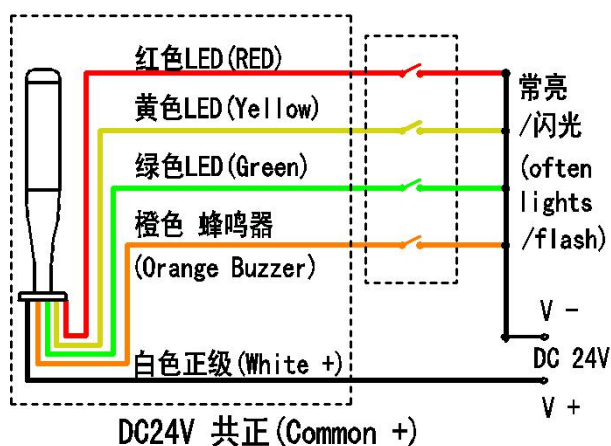 红色LED(RED)
黄色LED(Yellow)
绿色LED(Green)
橙色 蜂鸣器
(Orange Buzzer)
白色正级(White +)
常亮
/闪光
(often
lights
/flash)
V -
DC 24V
V +
DC24V 共正(Common +)